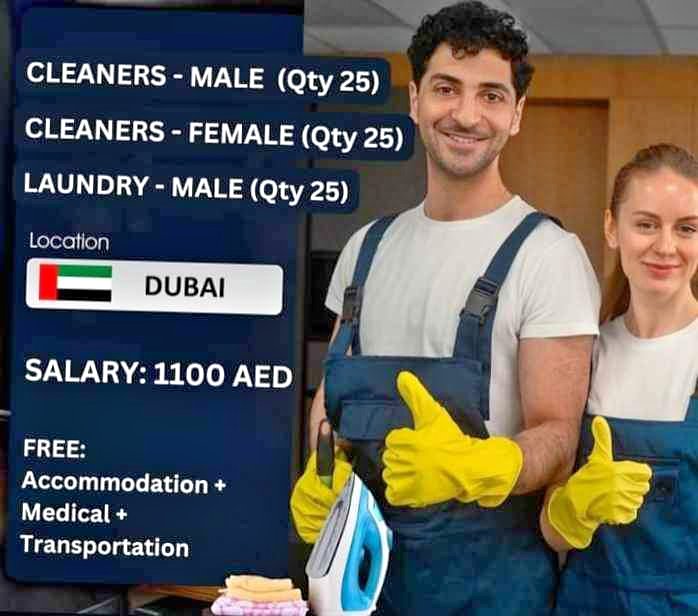 CLEANERS - MALE (Qty 25)
CLEANERS - FEMALE (Qty 25)
LAUNDRY - MALE (Qty 25)
Location
DUBAI
SALARY: 1100 AED
FREE:
Accommodation +
Medical +
Transportation